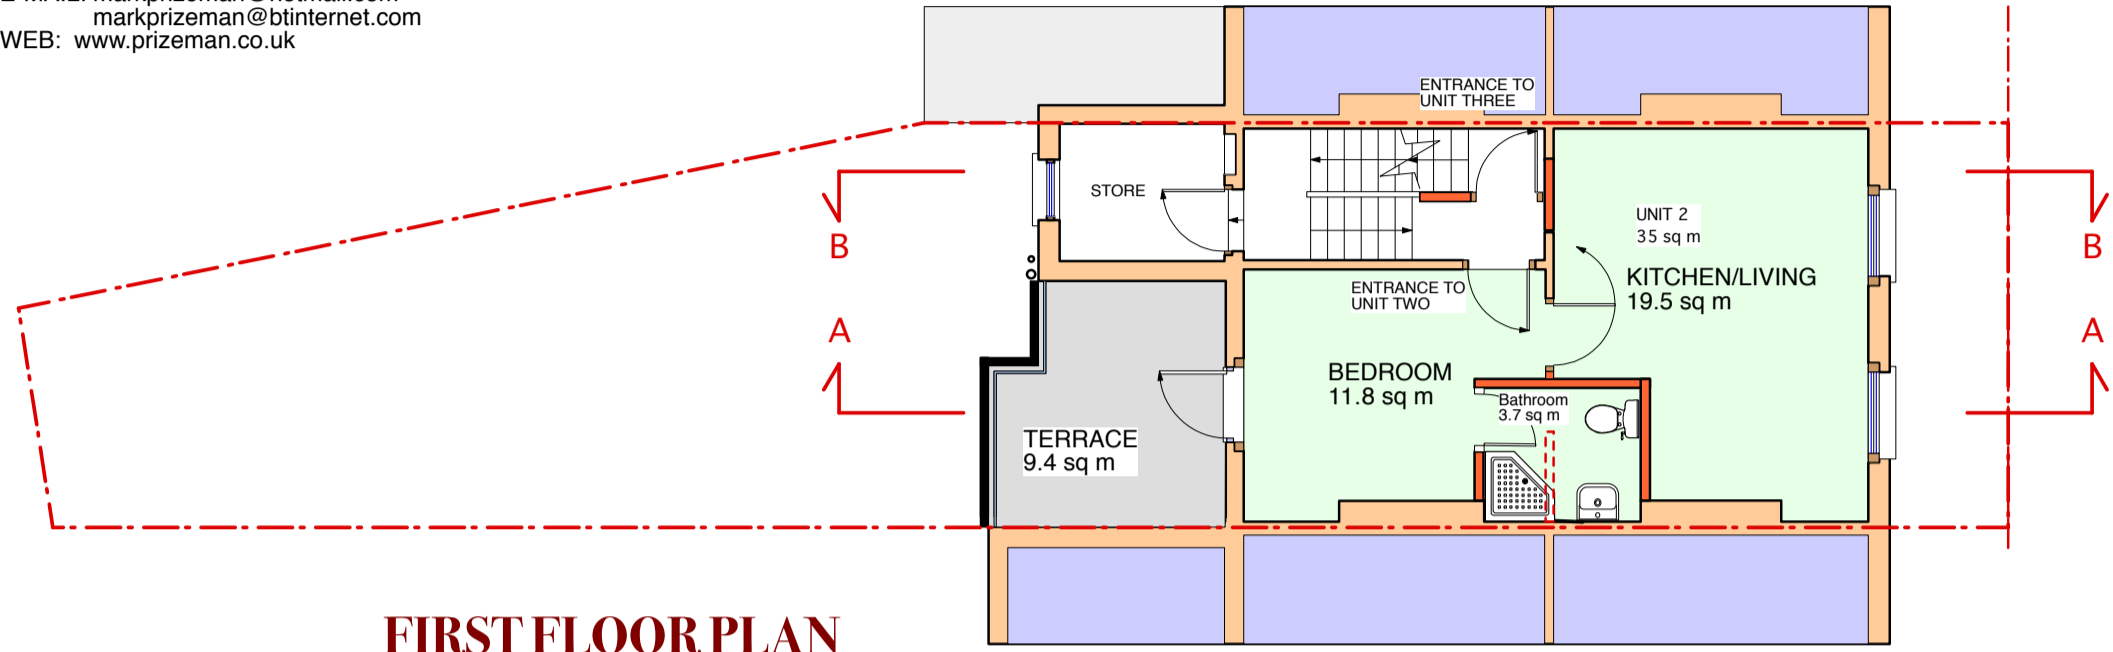 markprizeman@btinternet.com
WEB: www.prizeman.co.uk
ENTRANCE TO
UNIT THREE
STORE
UNIT 2
35 sq m
B
B
KITCHEN/LIVING
19.5 sq m
ENTRANCE TO
UNIT TWO
A
A
BEDROOM
11.8 sq m
Bathroom
3.7 sq m
TERRACE
9.4 sq m
FIRST FLOOR PLAN